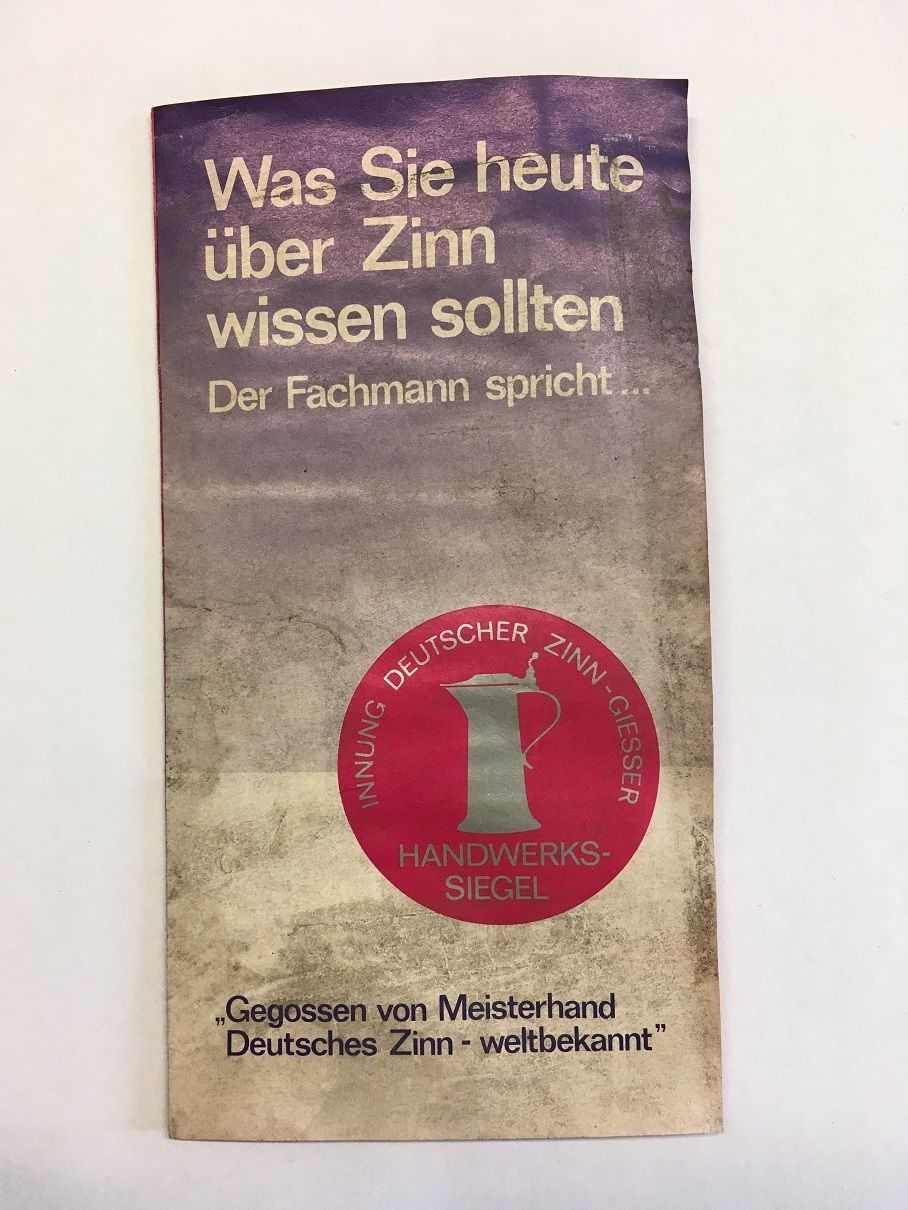 Was Sie heute
über Zinn
wissen sollten
Der Fachmann spricht...
INNUNG DEUTSCHER ZINN-GIESSER
HANDWERKS-
SIEGEL
„Gegossen von Meisterhand
Deutsches Zinn - weltbekannt”